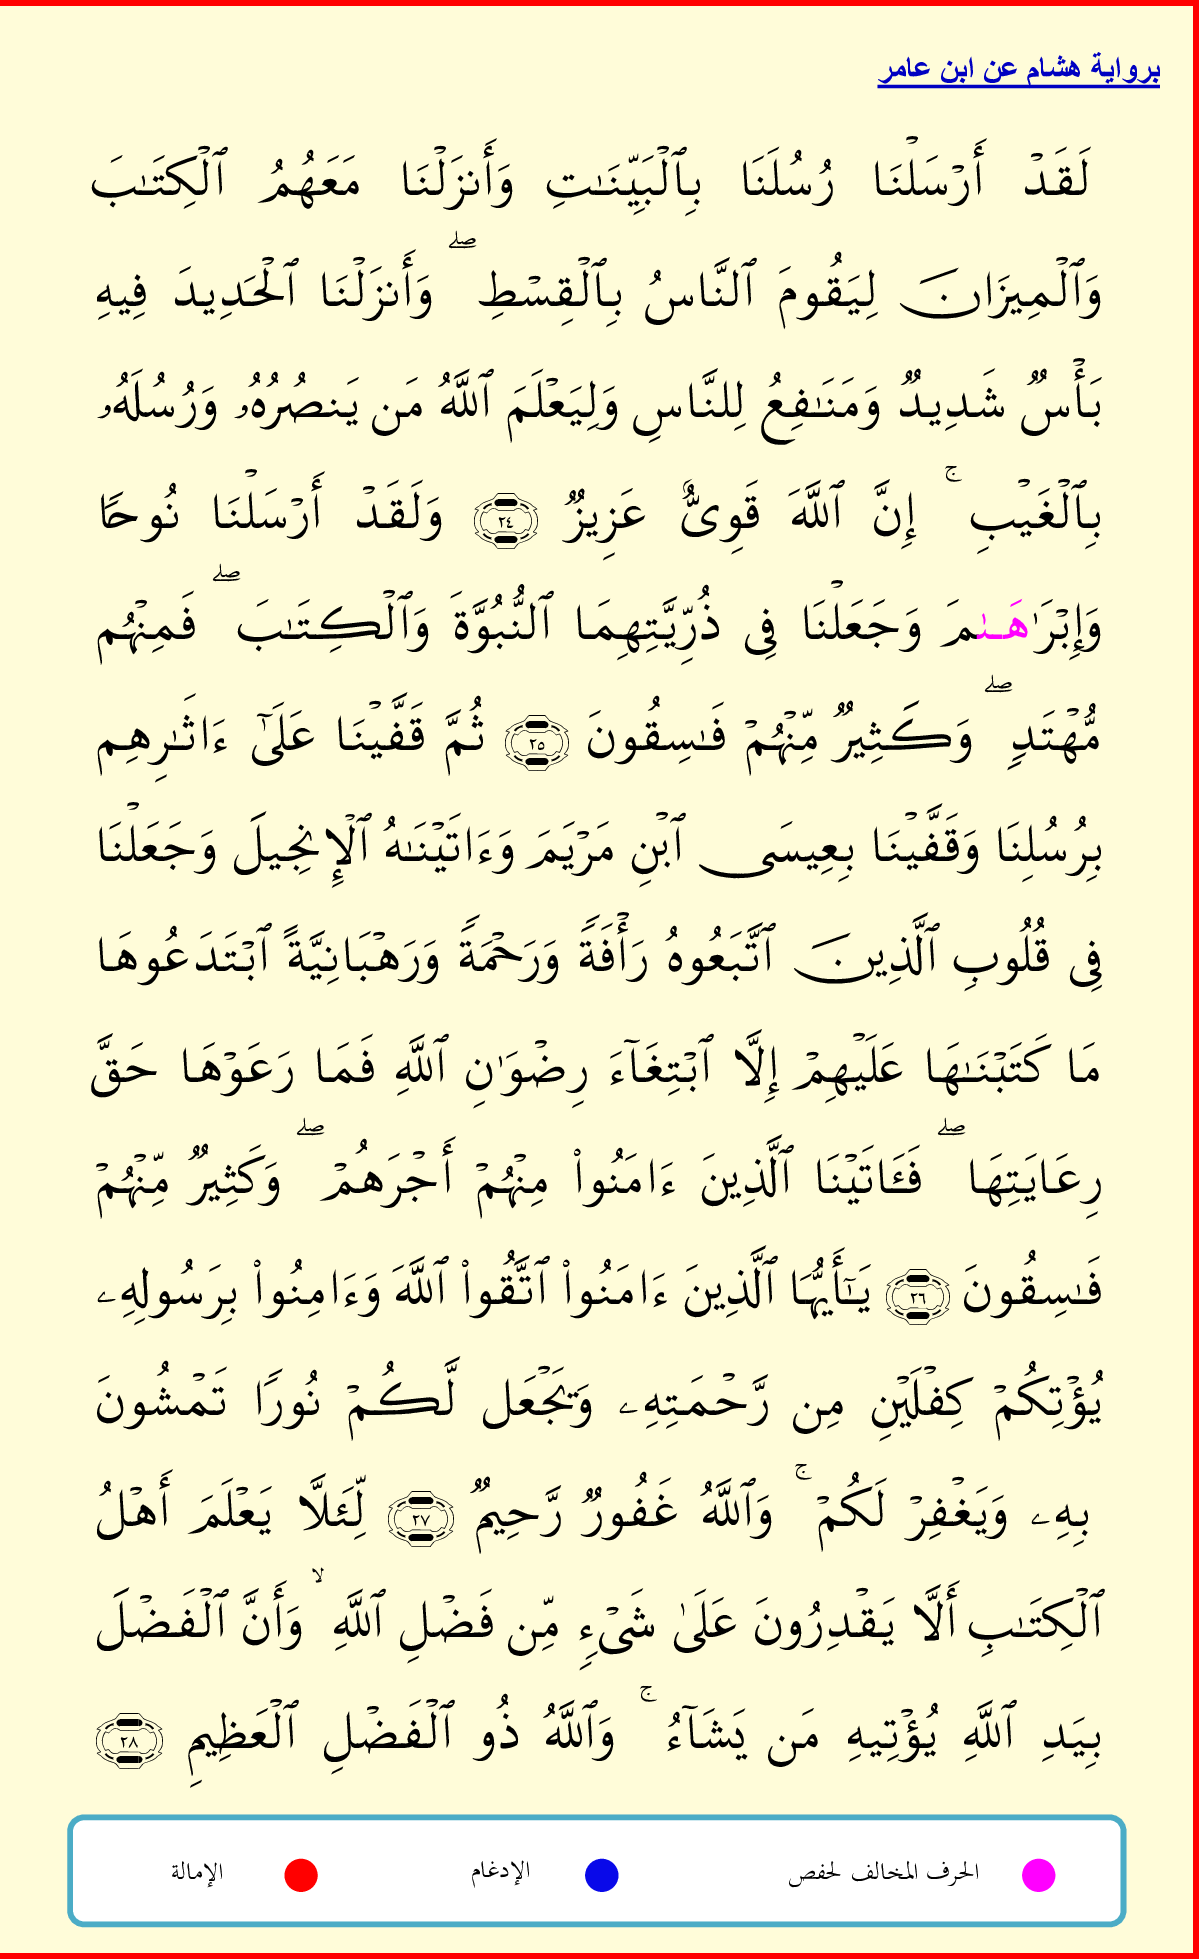 برواية هشام عن ابن عامر
لَقَدْ أَرْسَلْنَا رُسُلَنَا بِٱلْبَيِّنَـٰتِ وَأَنزَلْنَا مَعَهُمُ ٱلْكِتَـٰبَ
وَٱلْمِيزَانَ لِيَقُومَ ٱلنَّاسُ بِٱلْقِسْطِ ۖ وَأَنزَلْنَا ٱلْحَدِيدَ فِيهِ
بَأْسٌ شَدِيدٌ وَمَنَـٰفِعُ لِلنَّاسِ وَلِيَعْلَمَ ٱللَّهُ مَن يَنصُرُهُۥ وَرُسُلَهُۥ
بِٱلْغَيْبِ ۚ إِنَّ ٱللَّهَ قَوِىٌّ عَزِيزٌ ٢٤ وَلَقَدْ أَرْسَلْنَا نُوحًا
وَإِبْرَٰهَـٰمَ وَجَعَلْنَا فِى ذُرِّيَّتِهِمَا ٱلنُّبُوَّةَ وَٱلْكِتَـٰبَ ۖ فَمِنْهُم
مُّهْتَدٍ ۖ وَكَثِيرٌ مِّنْهُمْ فَـٰسِقُونَ ٢٥ ثُمَّ قَفَّيْنَا عَلَىٰٓ ءَاثَـٰرِهِم
بِرُسُلِنَا وَقَفَّيْنَا بِعِيسَى ٱبْنِ مَرْيَمَ وَءَاتَيْنَـٰهُ ٱلْإِنجِيلَ وَجَعَلْنَا
فِى قُلُوبِ ٱلَّذِينَ ٱتَّبَعُوهُ رَأْفَةً وَرَحْمَةً وَرَهْبَانِيَّةً ٱبْتَدَعُوهَا
مَا كَتَبْنَـٰهَا عَلَيْهِمْ إِلَّا ٱبْتِغَآءَ رِضْوَٰنِ ٱللَّهِ فَمَا رَعَوْهَا حَقَّ
رِعَايَتِهَا ۖ فَـَٔاتَيْنَا ٱلَّذِينَ ءَامَنُوا۟ مِنْهُمْ أَجْرَهُمْ ۖ وَكَثِيرٌ مِّنْهُمْ
فَـٰسِقُونَ ٢٦ يَـٰٓأَيُّهَا ٱلَّذِينَ ءَامَنُوا۟ ٱتَّقُوا۟ ٱللَّهَ وَءَامِنُوا۟ بِرَسُولِهِۦ
يُؤْتِكُمْ كِفْلَيْنِ مِن رَّحْمَتِهِۦ وَيَجْعَل لَّكُمْ نُورًا تَمْشُونَ
بِهِۦ وَيَغْفِرْ لَكُمْ ۚ وَٱللَّهُ غَفُورٌ رَّحِيمٌ ٢٧ لِّئَلَّا يَعْلَمَ أَهْلُ
ٱلْكِتَـٰبِ أَلَّا يَقْدِرُونَ عَلَىٰ شَىْءٍ مِّن فَضْلِ ٱللَّهِ ۙ وَأَنَّ ٱلْفَضْلَ
بِيَدِ ٱللَّهِ يُؤْتِيهِ مَن يَشَآءُ ۚ وَٱللَّهُ ذُو ٱلْفَضْلِ ٱلْعَظِيمِ ٢٨
الحرف المخالف لحفص الإدغام الإمالة